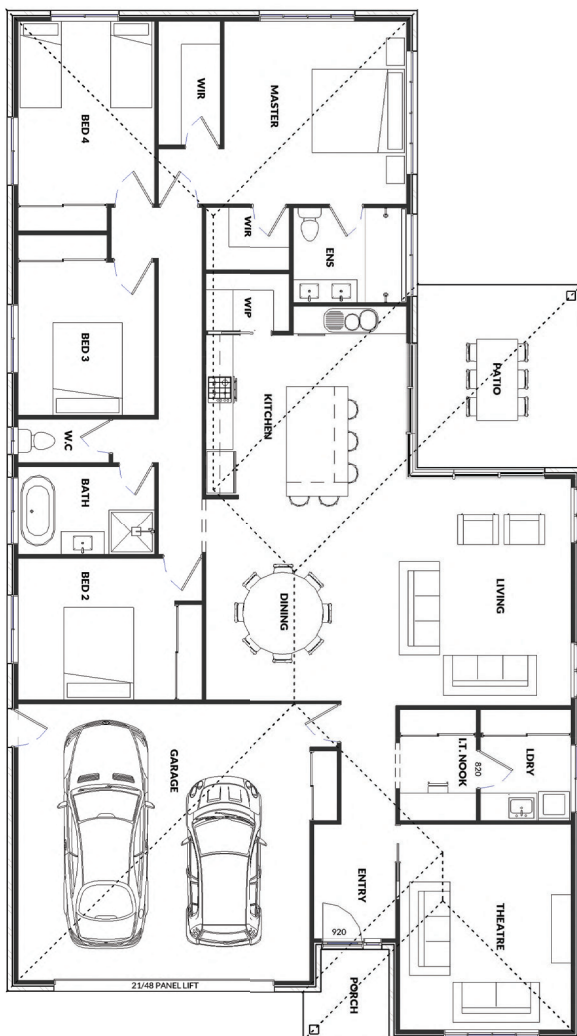 WIR
MASTER
BED 4
WIR
ENS
WIP
BED 3
PATIO
KITCHEN
W.C
BATH
LIVING
DINING
BED 2
GARAGE
I.T. NOOK
LDRY
820
ENTRY
THEATRE
920
21/48 PANEL LIFT
PORCH